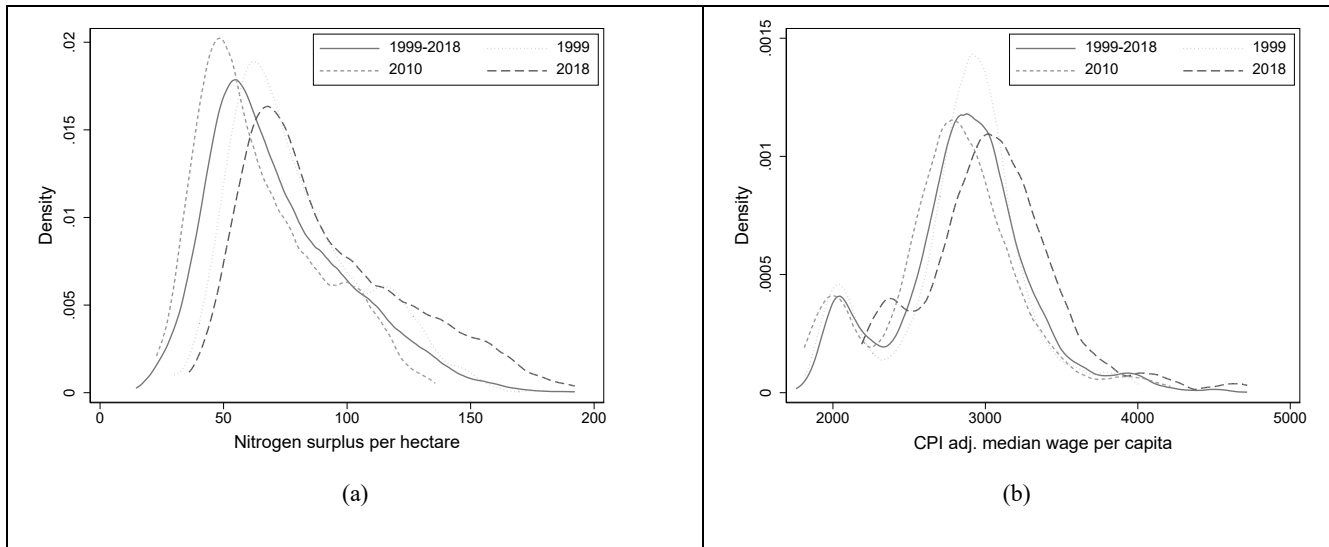 1999-2018 1999
2010 2018
.02
.015
.01
.005
0
Density
0 50 100 150 200
Nitrogen surplus per hectare
(a)
1999-2018 1999
2010 2018
.0015
.001
.0005
0
Density
2000 3000 4000 5000
CPI adj. median wage per capita
(b)